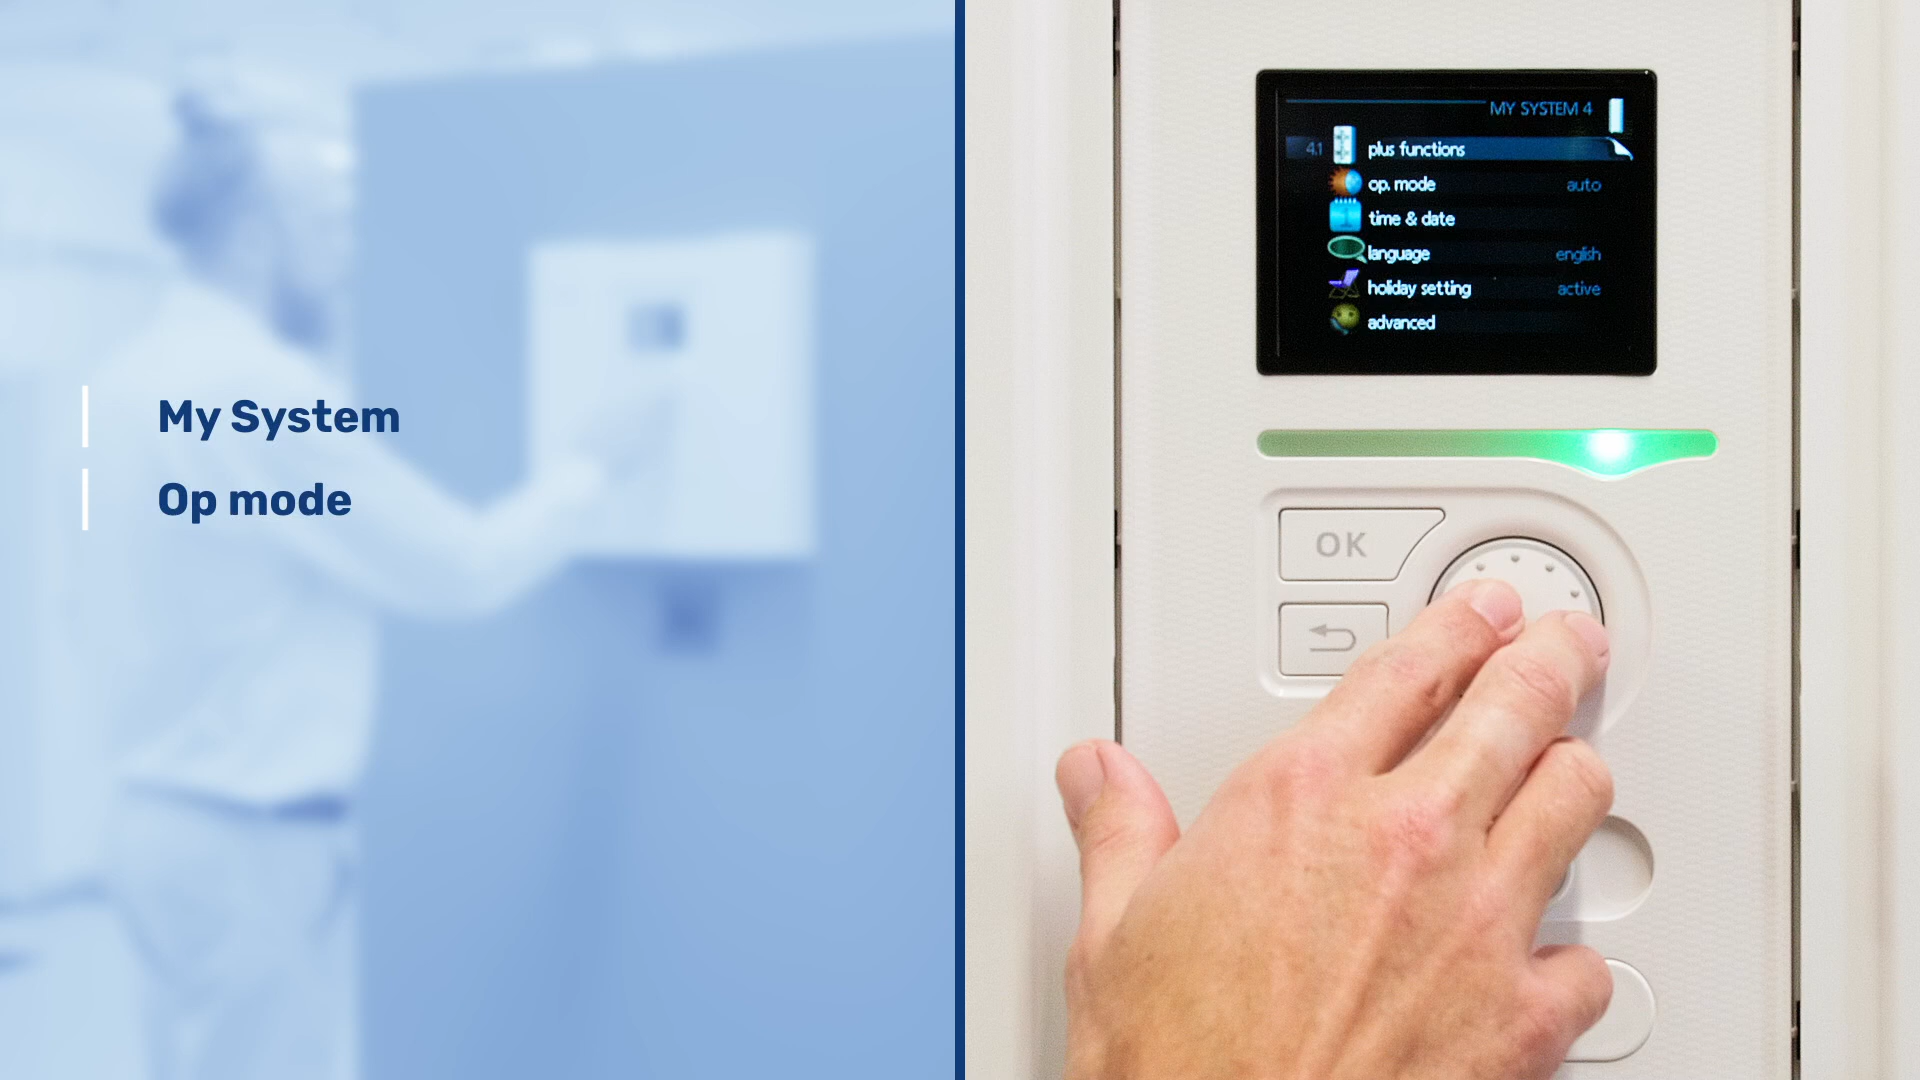 My System
Op mode
MY SYSTEM 4
4.1 plus functions
op. mode auto
time & date
language english
holiday setting active
advanced
OK